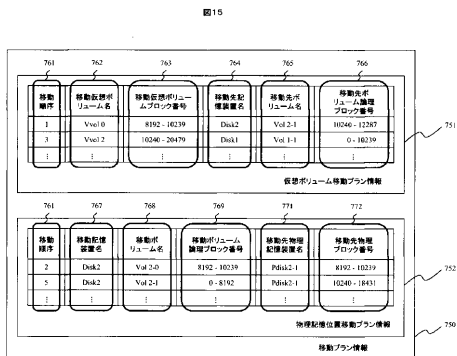 図15
761 762 763 764 765 766
移動順序 移動仮想ボリューム名 移動仮想ボリュームブロック番号 移動先記憶装置名 移動先ボリューム名 移動先ボリューム論理ブロック番号
1 Vvol 0 8192 - 10239 Disk2 Vol 2-1 10240 - 12287
3 Vvol 2 10240 - 20479 Disk1 Vol 1-1 0 - 10239
⋮ ⋮ ⋮ ⋮ ⋮ ⋮
仮想ボリューム移動プラン情報
751
761 767 768 769 771 772
移動順序 移動記憶装置名 移動ボリューム名 移動ボリューム論理ブロック番号 移動先物理記憶装置名 移動先物理ブロック番号
2 Disk2 Vol 2-0 8192 - 10239 Pdisk2-1 8192 - 10239
5 Disk2 Vol 2-1 0 - 8192 Pdisk2-1 10240 - 18431
⋮ ⋮ ⋮ ⋮ ⋮ ⋮
物理記憶位置移動プラン情報
752
移動プラン情報
750